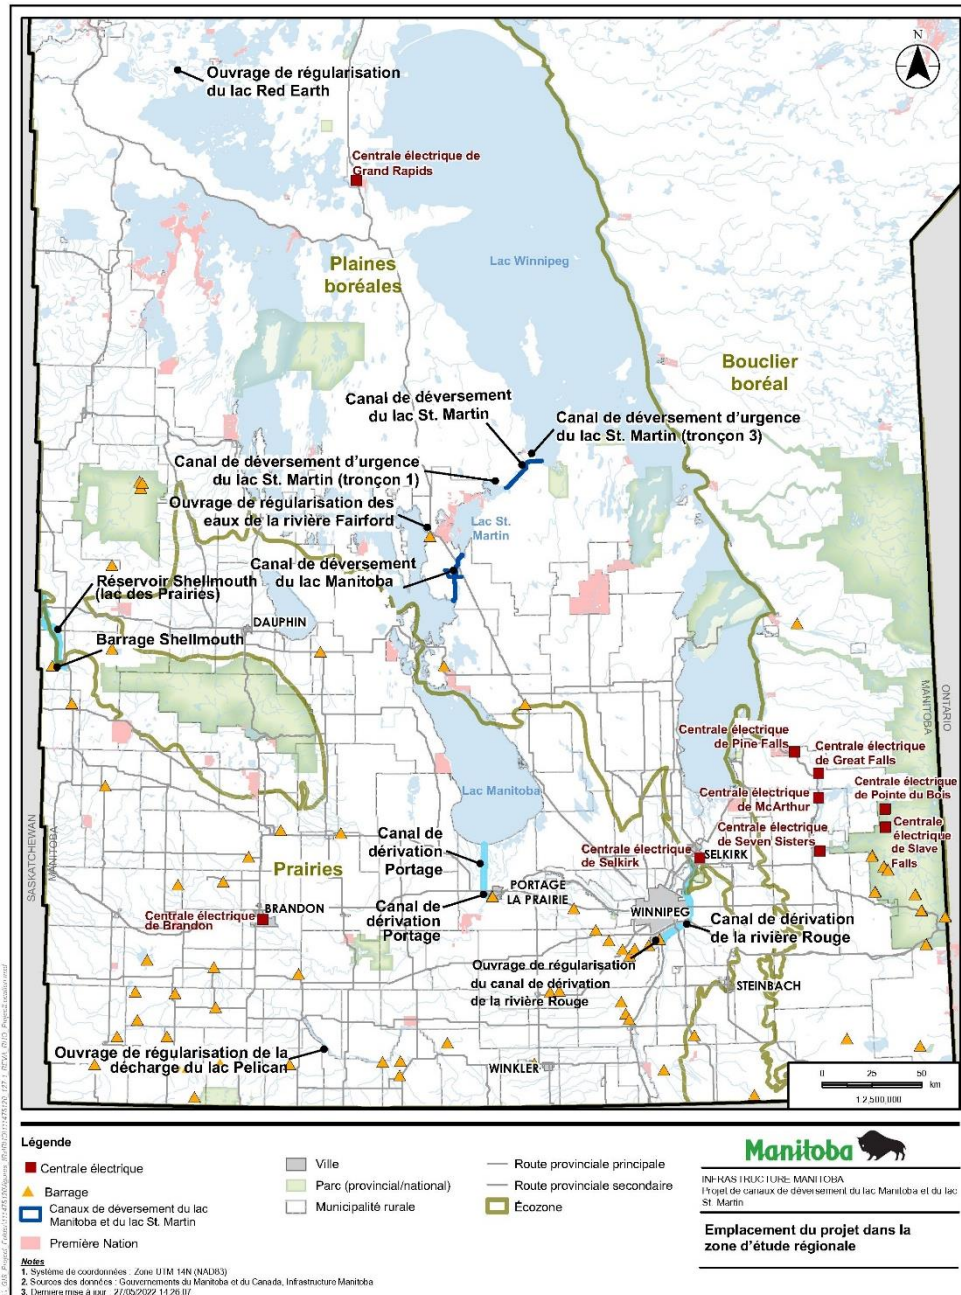 N
Ouvrage de régularisation
du lac Red Earth
Centrale électrique de
Grand Rapids
Lac Winnipeg
Plaines
boréales
Bouclier
boréal
Canal de déversement
du lac St. Martin
Canal de déversement d'urgence
du lac St. Martin (tronçon 3)
Canal de déversement d'urgence
du lac St. Martin (tronçon 1)
Ouvrage de régularisation des
eaux de la rivière Fairford
Lac St.
Martin
Canal de déversement
du lac Manitoba
Réservoir Shellmouth
(lac des Prairies)
DAUPHIN
Barrage Shellmouth
ONTARIO
MANITOBA
Centrale électrique
de Pine Falls
Centrale électrique
de Great Falls
Centrale électrique
de Pointe du Bois
Centrale électrique
de McArthur
Centrale électrique
de Seven Sisters
Centrale
électrique
de Slave
Falls
Lac Manitoba
Centrale électrique
de Selkirk
SELKIRK
Canal de
dérivation
Portage
Prairies
SASKATCHEWAN
MANITOBA
PORTAGE
LA PRAIRIE
Canal de
dérivation
Portage
BRANDON
Centrale électrique
de Brandon
WINNIPEG
Canal de dérivation
de la rivière Rouge
Ouvrage de régularisation
du canal de dérivation
de la rivière Rouge
STEINBACH
Ouvrage de régularisation de la
décharge du lac Pelican
WINKLER
0 25 50
km
1:2,500,000
Légende
Centrale électrique
Barrage
Canaux de déversement du lac
Manitoba et du lac St. Martin
Première Nation
Ville
Parc (provincial/national)
Municipalité rurale
Route provinciale principale
Route provinciale secondaire
Écozone
Manitoba
INFRASTRUCTURE MANITOBA
Projet de canaux de déversement du lac Manitoba et du lac
St. Martin
Emplacement du projet dans la
zone d'étude régionale
Notes
1. Système de coordonnées : Zone UTM 14N (NAD83)
2. Sources des données : Gouvernements du Manitoba et du Canada, Infrastructure Manitoba
3. Dernière mise à jour : 27/05/2022 14:26:07